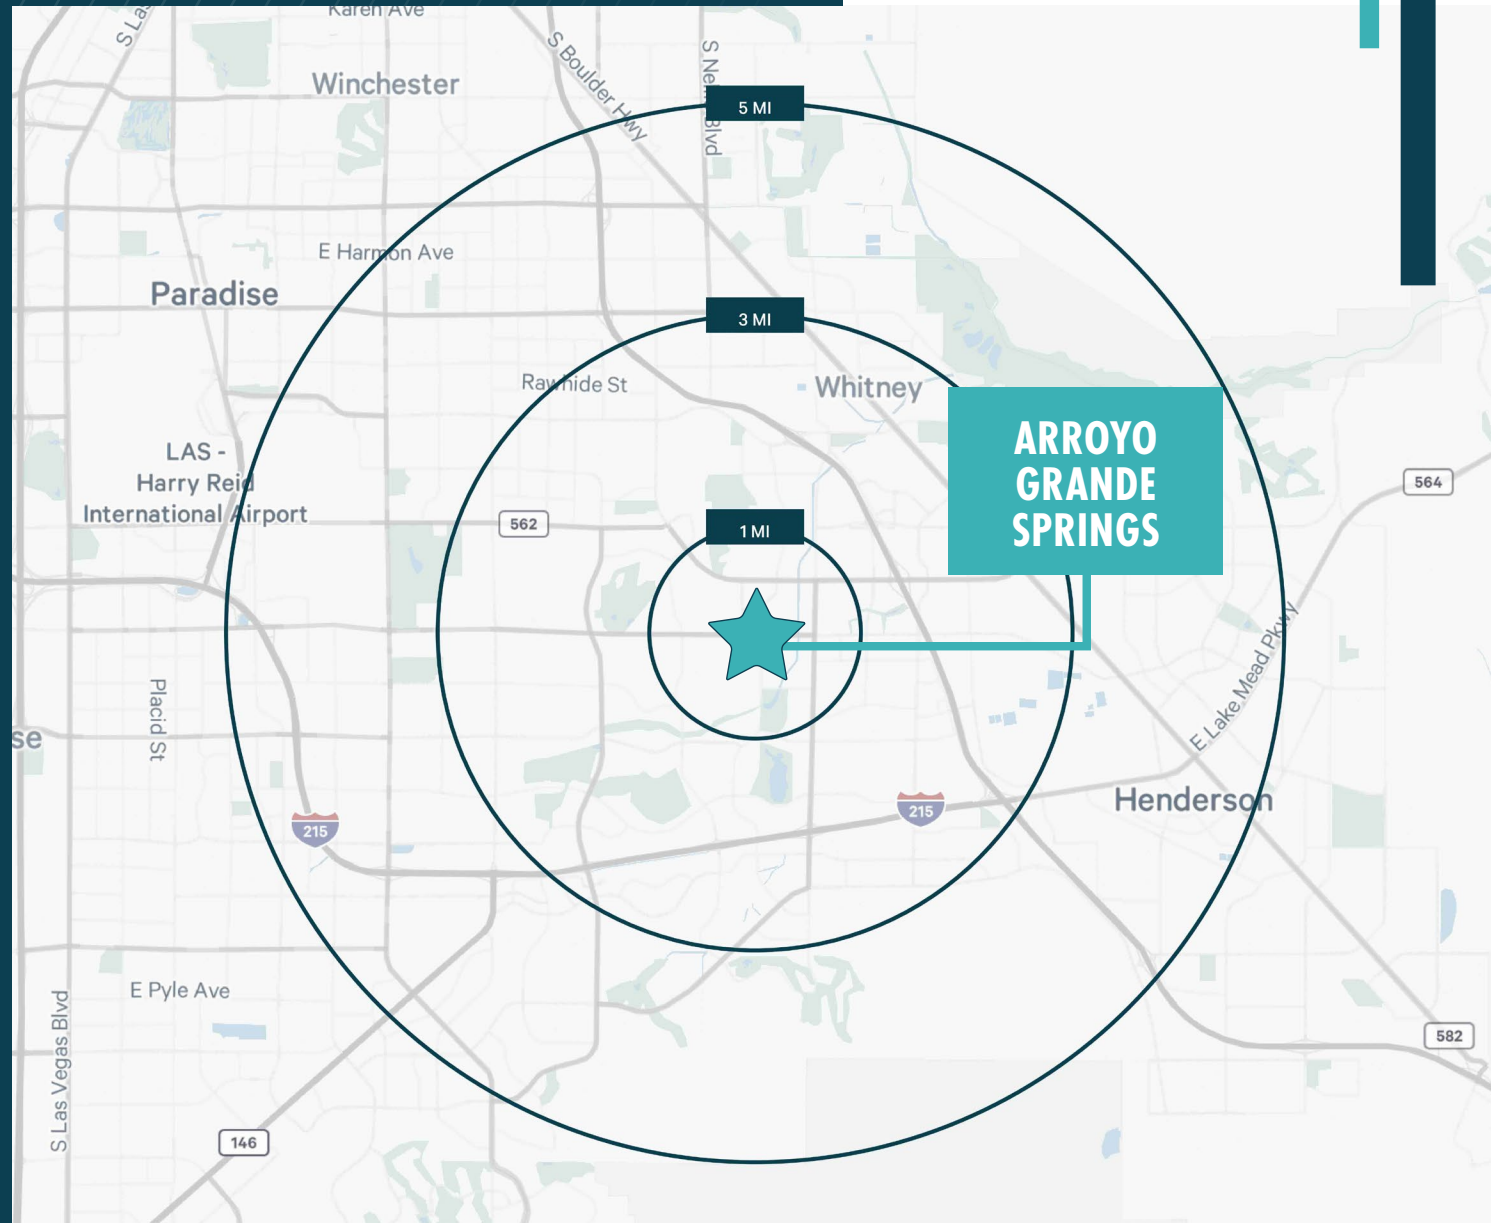 Karen Ave
S Las
Winchester
S Boulder Hwy
Blvd
5 MI
E Harmon Ave
Paradise
3 MI
Rawhide St
Whitney
ARROYO
GRANDE
SPRINGS
LAS -
Harry Reid
International Airport
564
562
1 MI
E Lake Mead Pkwy
Placid St
se
Henderson
215
215
E Pyle Ave
S Las Vegas Blvd
582
146